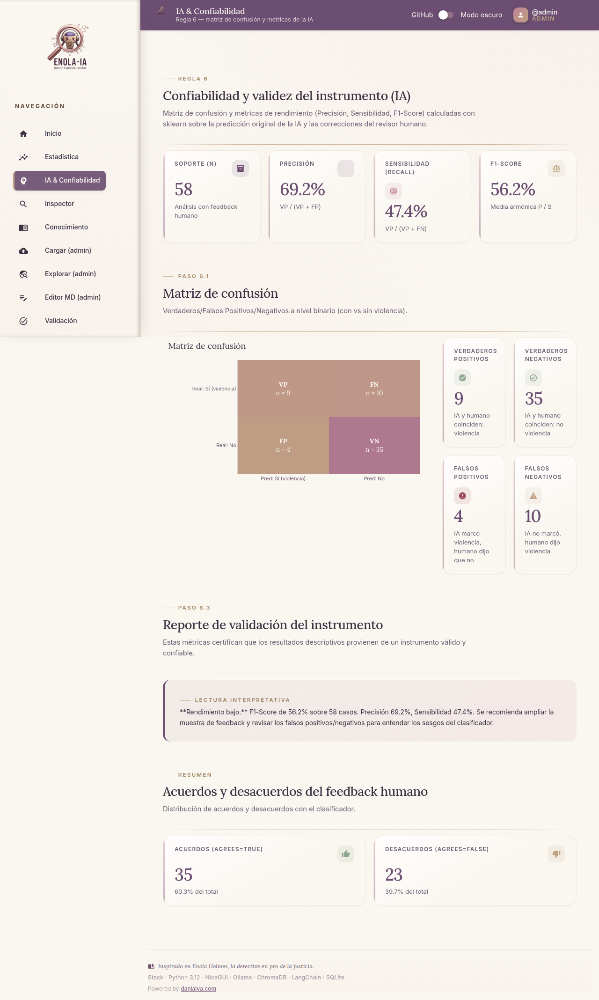 ENOLA-IA
INVESTIGADORA DIGITAL
NAVEGACIÓN
Inicio
Estadística
IA & Confiabilidad
Inspector
Conocimiento
Cargar (admin)
Explorar (admin)
Editor MD (admin)
Validación
IA & Confiabilidad
Regla 6 — matriz de confusión y métricas de la IA
GitHub
Modo oscuro
@admin
ADMIN
REGLA 6
Confiabilidad y validez del instrumento (IA)
Matriz de confusión y métricas de rendimiento (Precisión, Sensibilidad, F1-Score) calculadas con
sklearn sobre la predicción original de la IA y las correcciones del revisor humano.
SOPORTE (N)
58
Análisis con feedback
humano
PRECISIÓN
69.2%
VP / (VP + FP)
SENSIBILIDAD
(RECALL)
47.4%
VP / (VP + FN)
F1-SCORE
56.2%
Media armónica P / S
PASO 6.1
Matriz de confusión
Verdaderos/Falsos Positivos/Negativos a nivel binario (con vs sin violencia).
Matriz de confusión
Real: Sí (violencia)
VP
n = 9
FN
n = 10
Real: No
FP
n = 4
VN
n = 35
Pred: Sí (violencia)
Pred: No
VERDADEROS
POSITIVOS
9
IA y humano
coinciden:
violencia
VERDADEROS
NEGATIVOS
35
IA y humano
coinciden: no
violencia
FALSOS
POSITIVOS
4
IA marcó
violencia,
humano dijo
que no
FALSOS
NEGATIVOS
10
IA no marcó,
humano dijo
violencia
PASO 6.3
Reporte de validación del instrumento
Estas métricas certifican que los resultados descriptivos provienen de un instrumento válido y
confiable.
LECTURA INTERPRETATIVA
**Rendimiento bajo.** F1-Score de 56.2% sobre 58 casos. Precisión 69.2%, Sensibilidad 47.4%. Se recomienda ampliar la
muestra de feedback y revisar los falsos positivos/negativos para entender los sesgos del clasificador.
RESUMEN
Acuerdos y desacuerdos del feedback humano
Distribución de acuerdos y desacuerdos con el clasificador.
ACUERDOS (AGREES=TRUE)
35
60.3% del total
DESACUERDOS (AGREES=FALSE)
23
39.7% del total
Inspirado en Enola Holmes, la detective en pro de la justicia.
Stack · Python 3.12 · NiceGUI · Ollama · ChromaDB · LangChain · SQLite
Powered by danialva.com